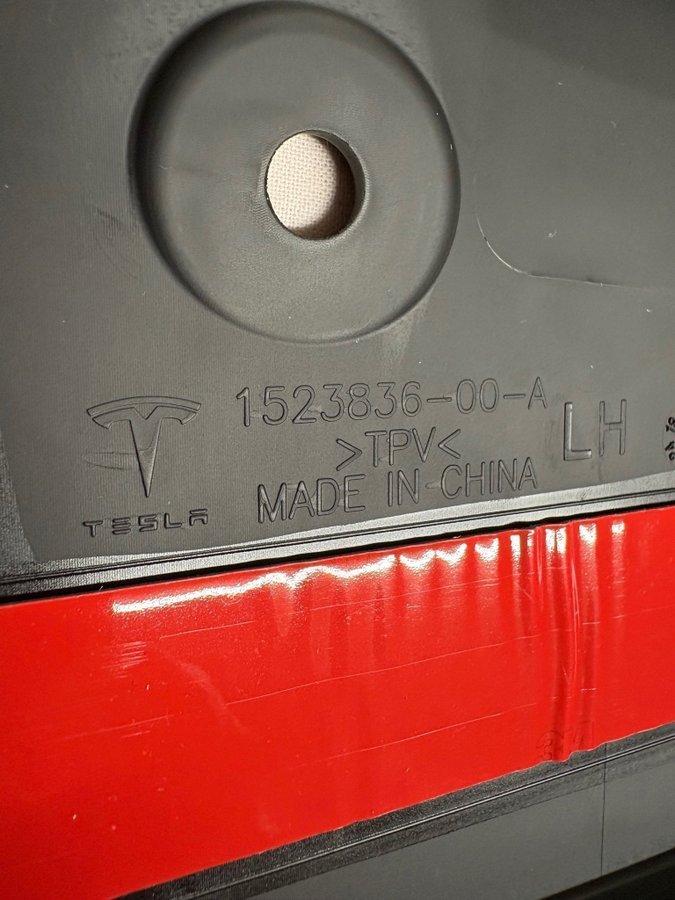 1523836-00-A
>TPV< LH
MADE IN CHINA
TESLA